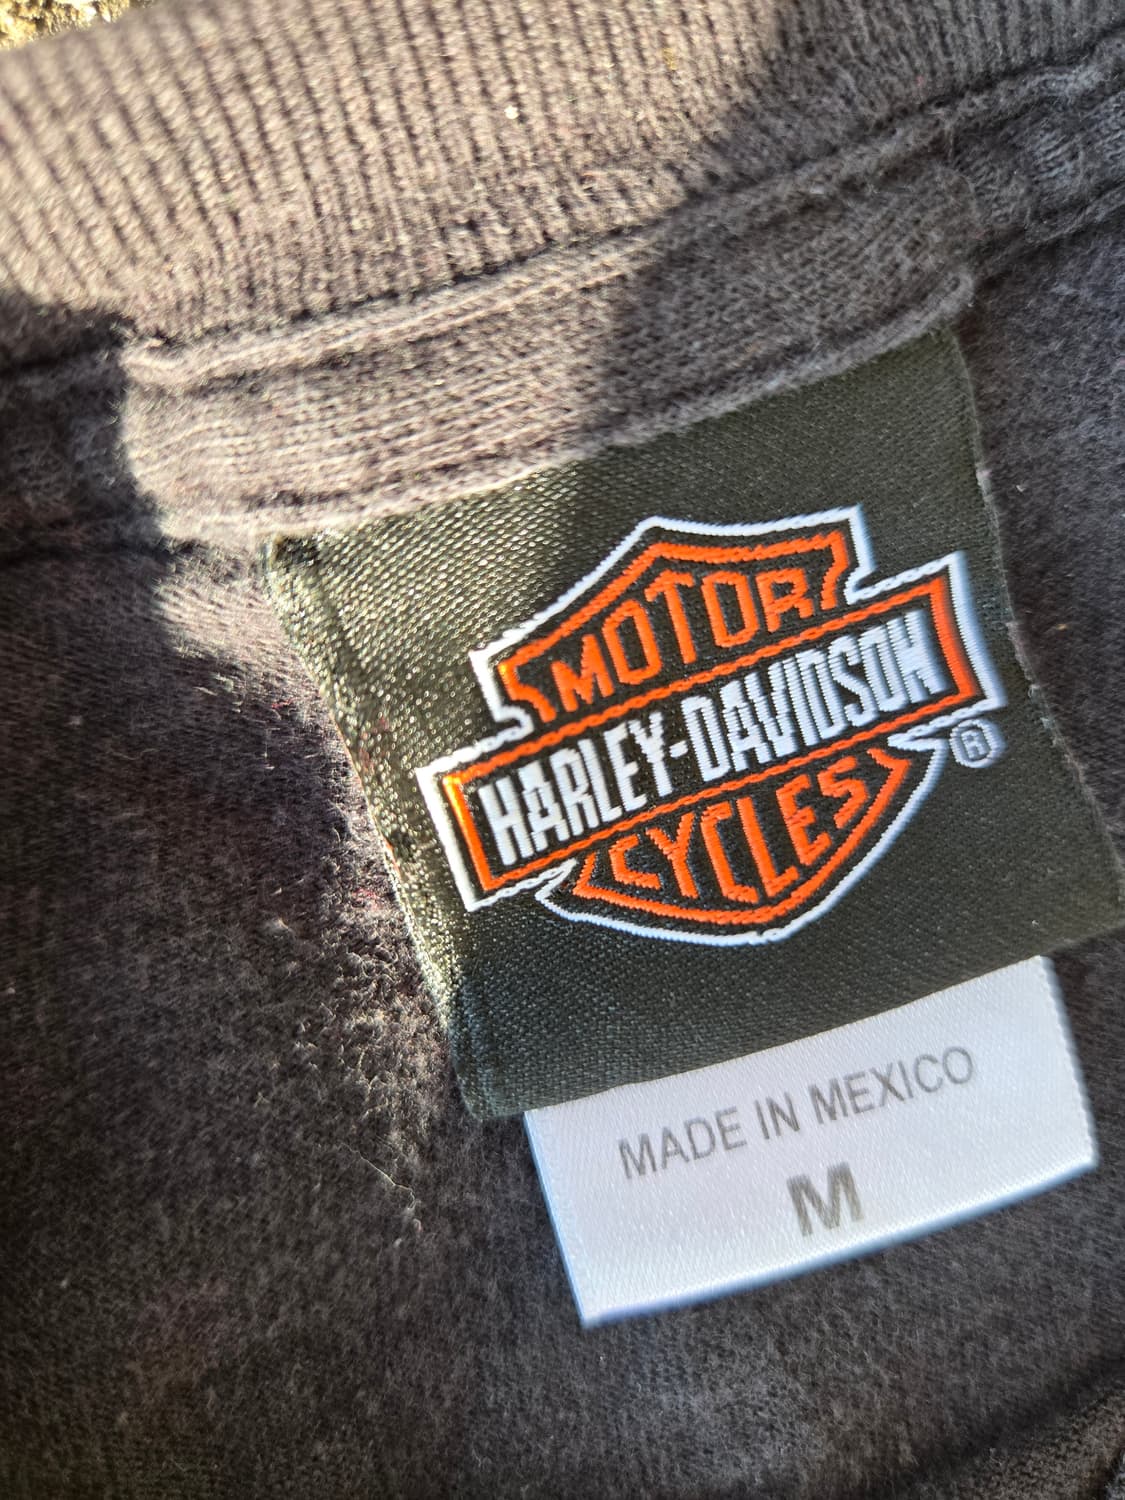 MOTOR
HARLEY-DAVIDSON
®
CYCLES
MADE IN MEXICO
M